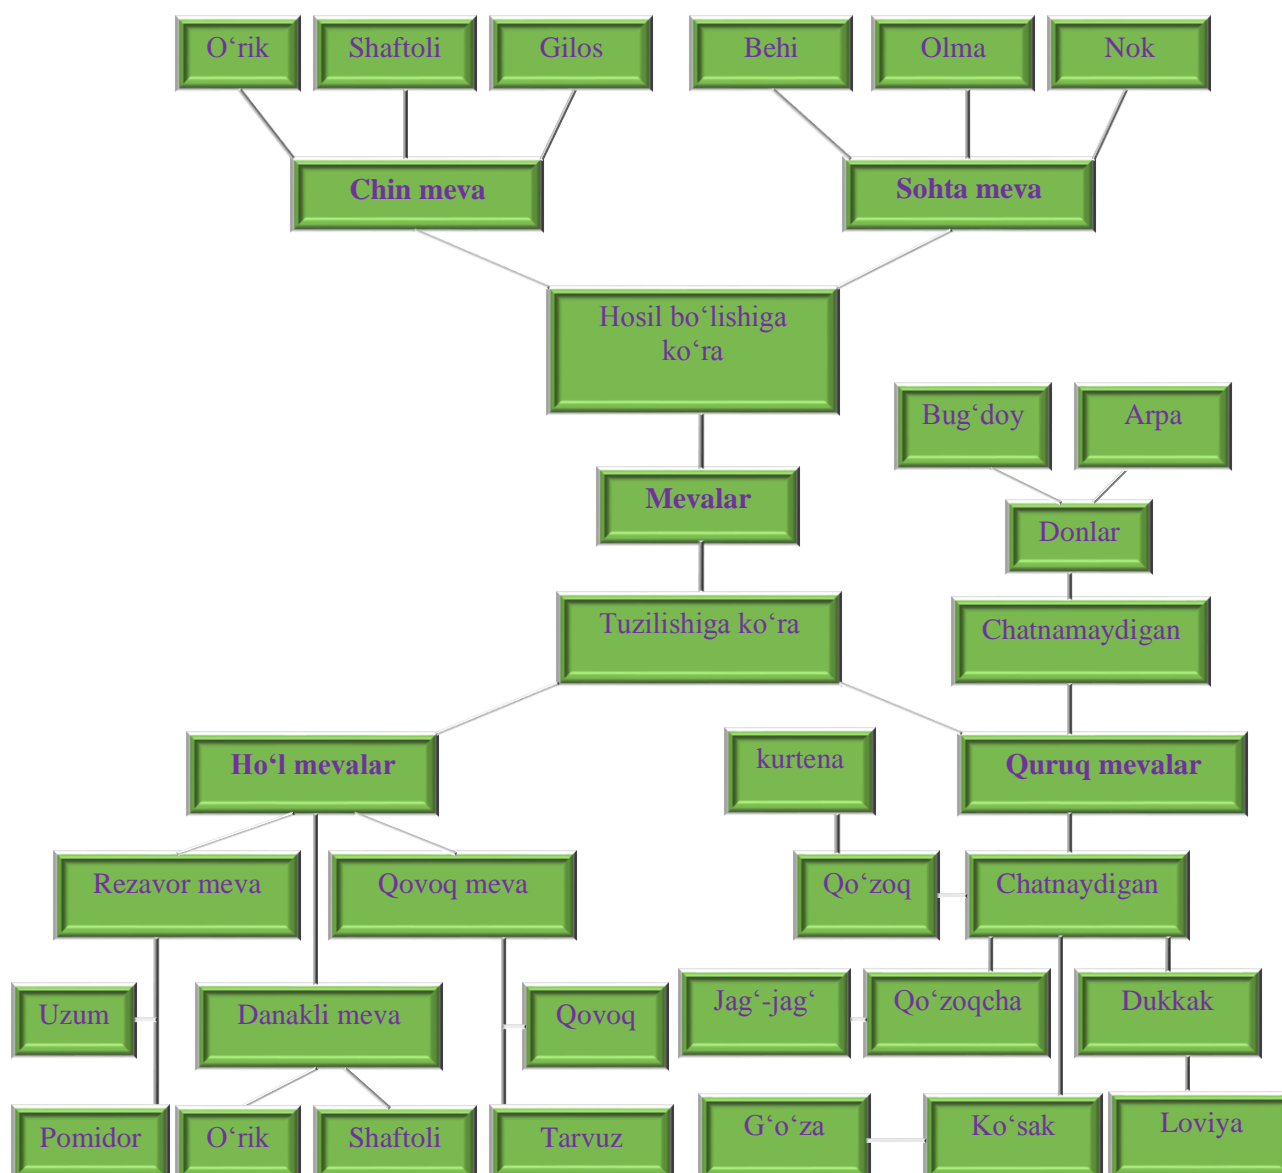 O‘rik
Shaftoli
Gilos
Behi
Olma
Nok
Chin meva
Sohta meva
Hosil bo‘lishiga
ko‘ra
Bug‘doy
Arpa
Mevalar
Donlar
Tuzilishiga ko‘ra
Chatnamaydigan
Ho‘l mevalar
kurtena
Quruq mevalar
Rezavor meva
Qovoq meva
Qo‘zoq
Chatnaydigan
Uzum
Danakli meva
Qovoq
Jag‘-jag‘
Qo‘zoqcha
Dukkak
Pomidor
O‘rik
Shaftoli
Tarvuz
G‘o‘za
Ko‘sak
Loviya